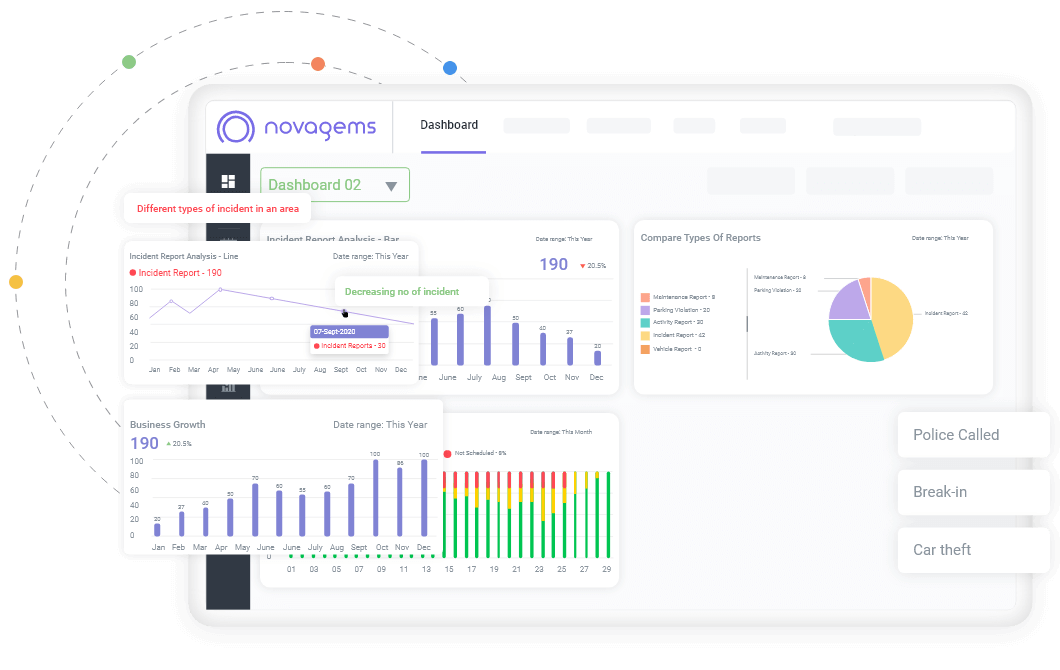 novagems
Dashboard
Dashboard 02
Different types of incident in an area
Incident Report Analysis - Bar
Date range: This Year
190
20.5%
Compare Types Of Reports
Date range: This Year
Incident Report Analysis - Line
Date range: This Year
Incident Report - 190
100
80
60
40
20
0
Decreasing no of incident
07-Sept-2020
Incident Reports - 30
Jan Feb Mar Apr May June June July Aug Sept Oct Nov Dec
55
60
50
40
37
20
June July Aug Sept Oct Nov Dec
Maintenance Report - 8
Parking Violation - 20
Activity Report - 30
Incident Report - 42
Vehicle Report - 0
Maintenance Report - 8
Parking Violation - 20
Incident Report - 42
Activity Report - 30
Business Growth
Date range: This Year
190
20.5%
100
80
60
40
20
0
20
37
40
50
70
60
55
60
70
100
86
100
Jan Feb Mar Apr May June June July Aug Sept Oct Nov Dec
Date range: This Month
Not Scheduled - 8%
0
01 03 05 07 09 11 13 15 17 19 21 23 25 27 29
Police Called
Break-in
Car theft